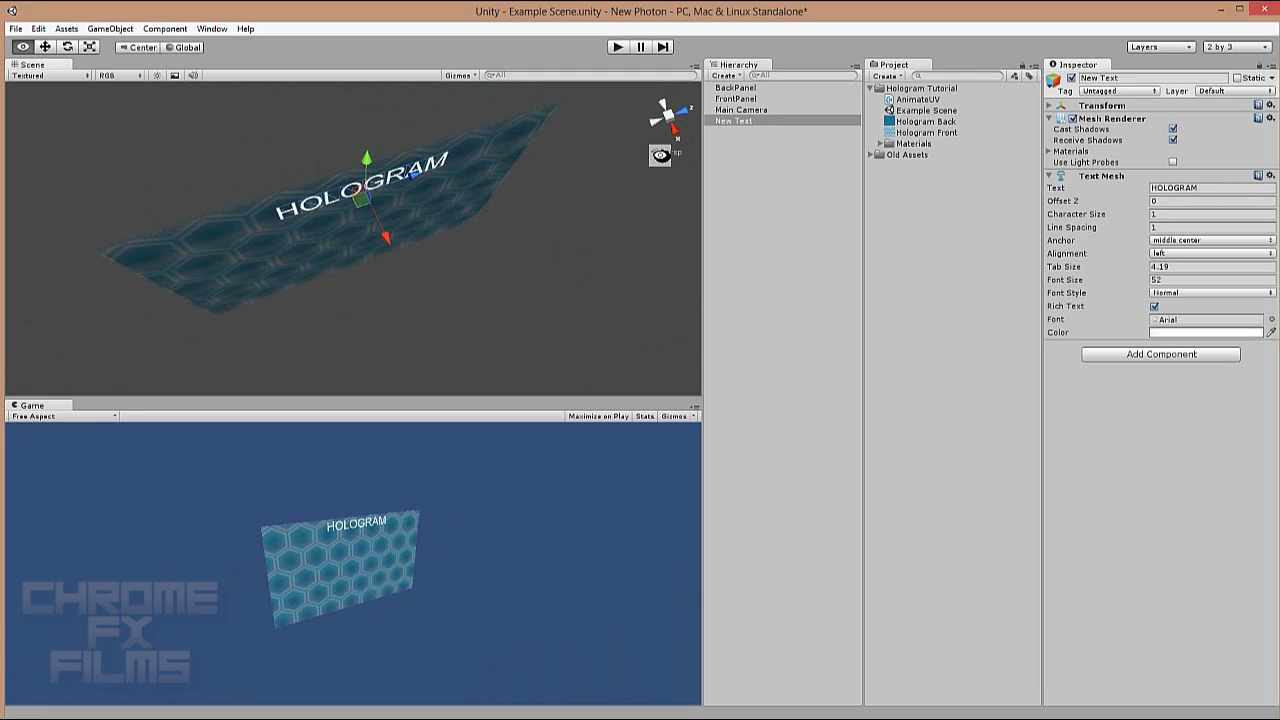 Unity - Example Scene.unity - New Photon - PC, Mac & Linux Standalone*
File Edit Assets GameObject Component Window Help
Center Global
Layers 2 by 3
Scene
Textured RGB Gizmos All
HOLOGRAM
Game
Free Aspect Maximize on Play Stats Gizmos
HOLOGRAM
CHROME
FX
FILMS
Hierarchy
Create All
BackPanel
FrontPanel
Main Camera
New Text
Project
Create
Hologram Tutorial
AnimateUV
Example Scene
Hologram Back
Hologram Front
Materials
Old Assets
Inspector
New Text Static
Tag Untagged Layer Default
Transform
Mesh Renderer
Cast Shadows
Receive Shadows
Materials
Use Light Probes
Text Mesh
Text HOLOGRAM
Offset Z 0
Character Size 1
Line Spacing 1
Anchor middle center
Alignment left
Tab Size 4.19
Font Size 52
Font Style Normal
Rich Text
Font Arial
Color
Add Component